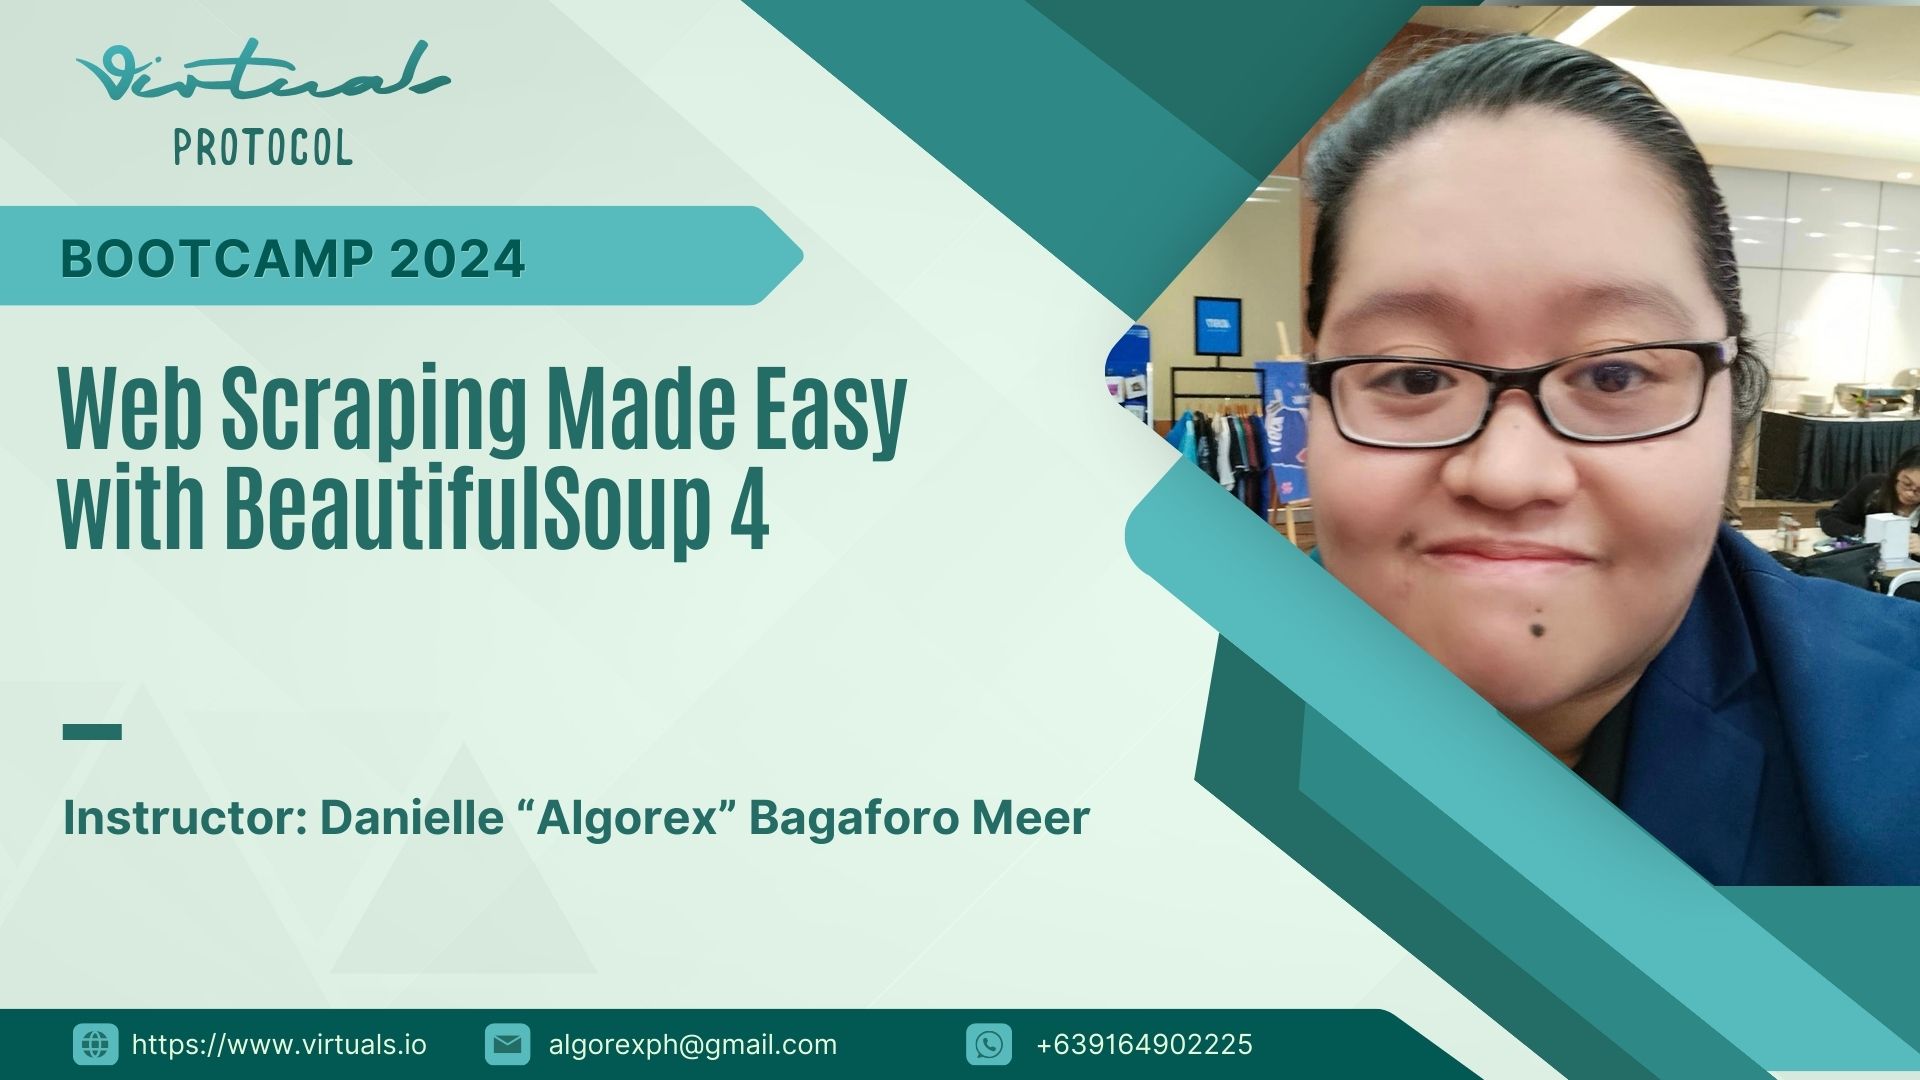 Virtuals
PROTOCOL
BOOTCAMP 2024
Web Scraping Made Easy
with BeautifulSoup 4
Instructor: Danielle “Algorex” Bagaforo Meer
https://www.virtuals.io
algorexph@gmail.com
+639164902225